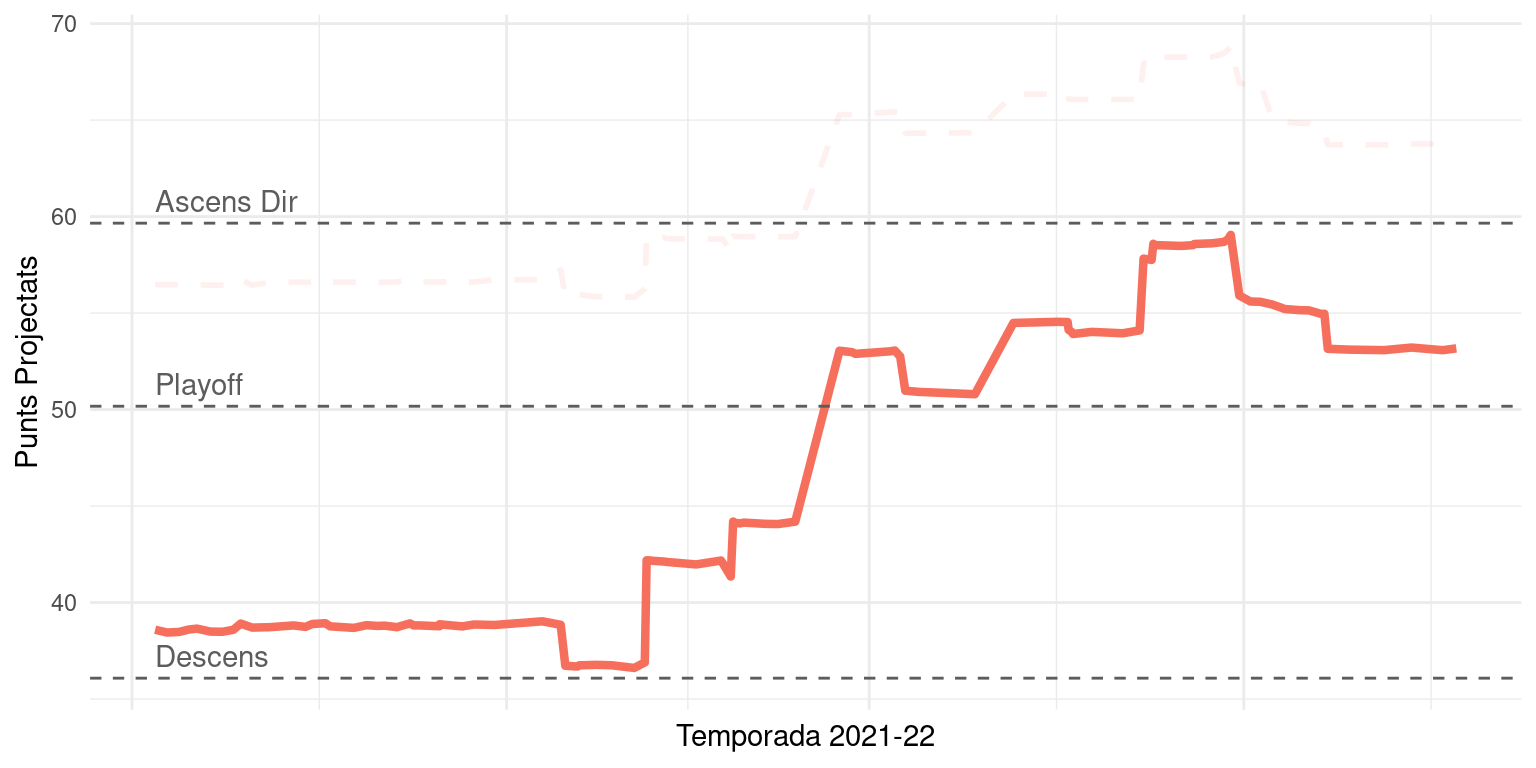 70
Ascens Dir
60
Playoff
50
Punts Projectats
40
Descens
Temporada 2021-22